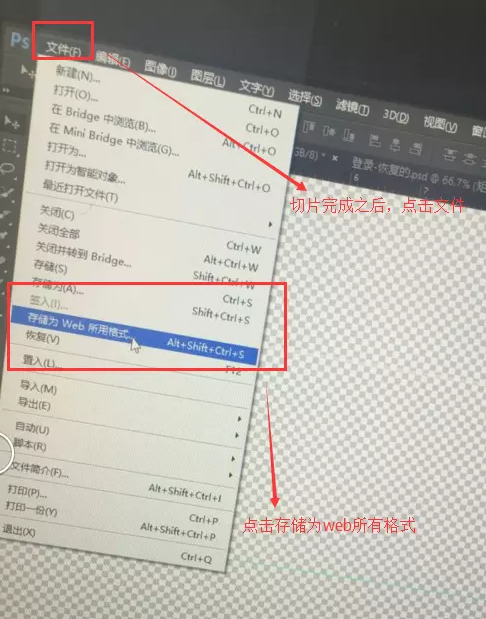 Ps 文件(F) 编辑(E) 图像(I) 图层(L) 文字(Y) 选择(S) 滤镜(T) 3D(D) 视图(V)
新建(N)... Ctrl+N
打开(O)... Ctrl+O
在 Bridge 中浏览(B)... Alt+Ctrl+O
在 Mini Bridge 中浏览(G)...
打开为... Alt+Shift+Ctrl+O
打开为智能对象...
最近打开文件(T)
关闭(C) Ctrl+W
关闭全部 Alt+Ctrl+W
关闭并转到 Bridge... Shift+Ctrl+W
存储(S) Ctrl+S
存储为(A)... Shift+Ctrl+S
签入(I)...
存储为 Web 所用格式... Alt+Shift+Ctrl+S
恢复(V) F12
置入(L)...
导入(M)
导出(E)
自动(U)
脚本(R)
文件简介(F)... Alt+Shift+Ctrl+I
打印(P)... Ctrl+P
打印一份(Y) Alt+Shift+Ctrl+P
退出(X) Ctrl+Q
GB/8) * × 登录-恢复的.psd @ 66.7%
6 7
切片完成之后，点击文件
点击存储为web所有格式